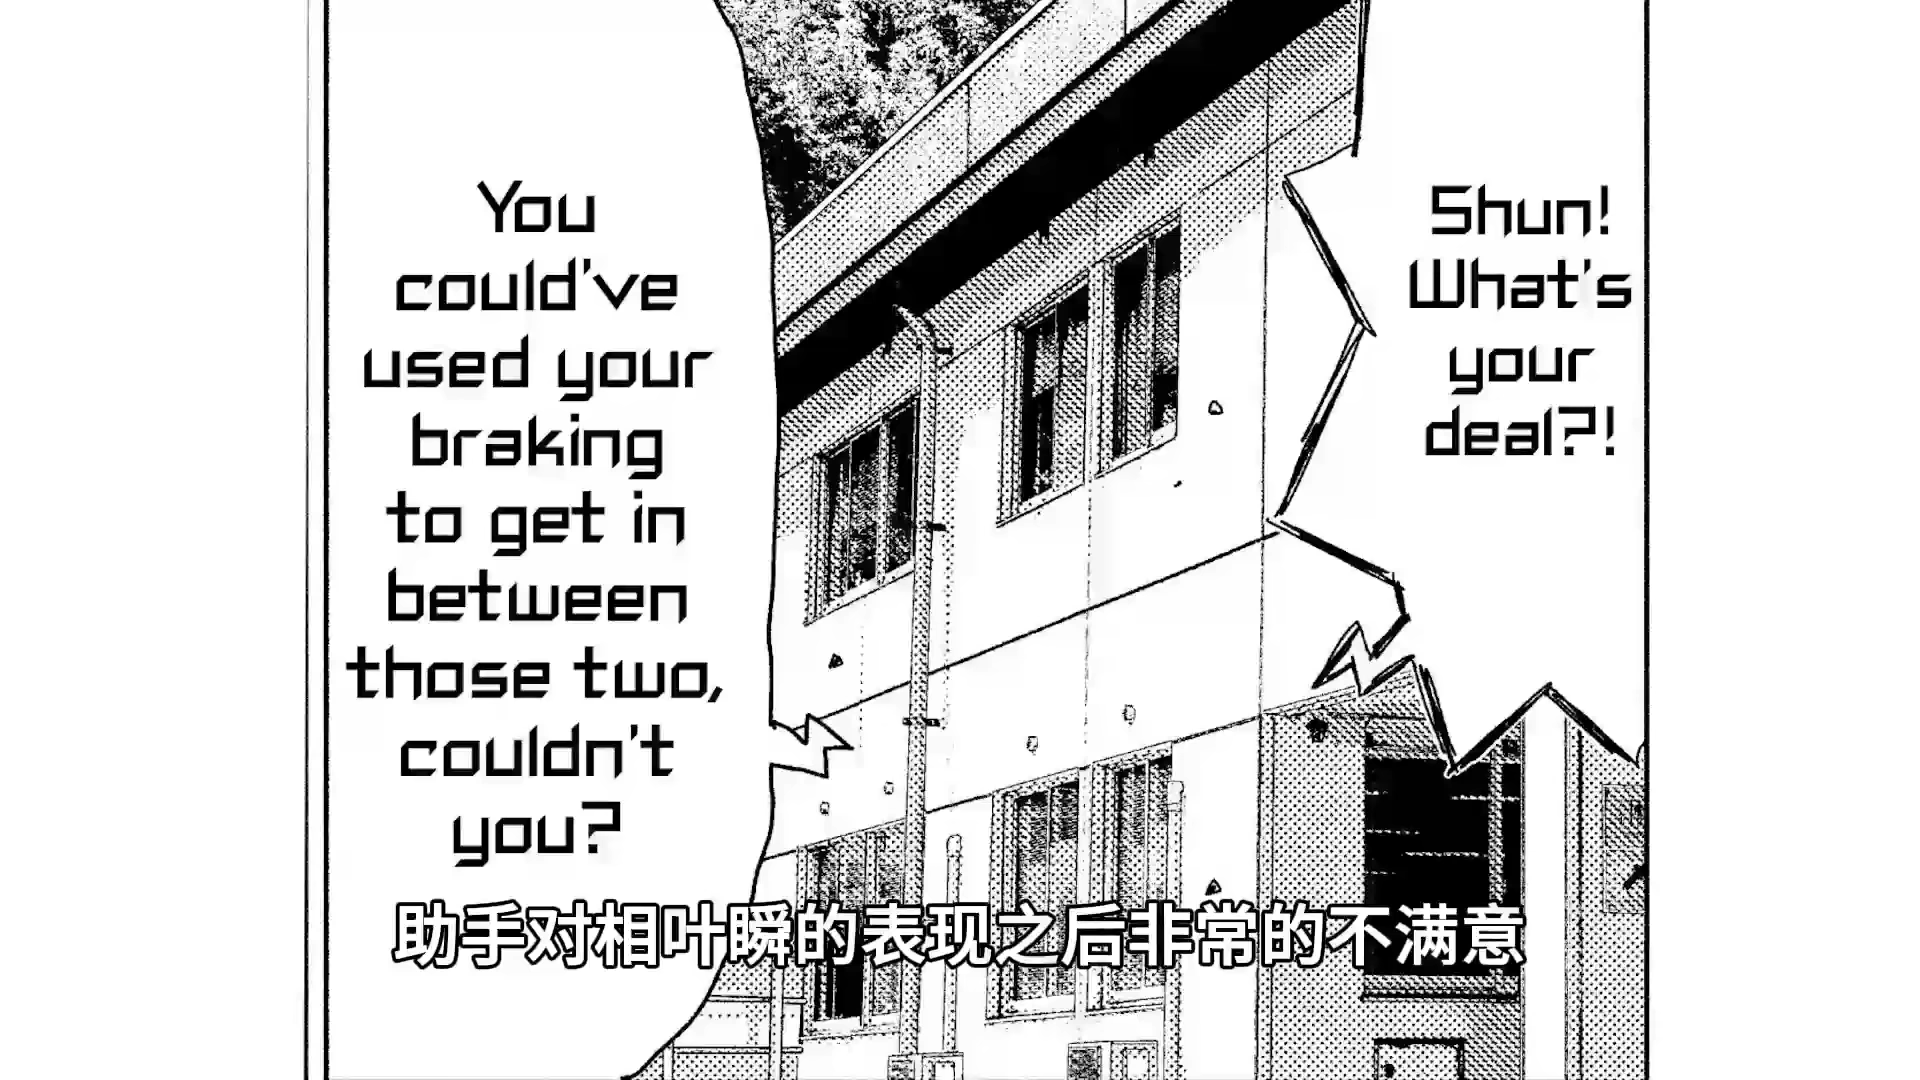 Shun!
What's
your
deal?!
You
could've
used your
braking
to get in
between
those two,
couldn't
you?
助手对相叶瞬的表现之后非常的不满意